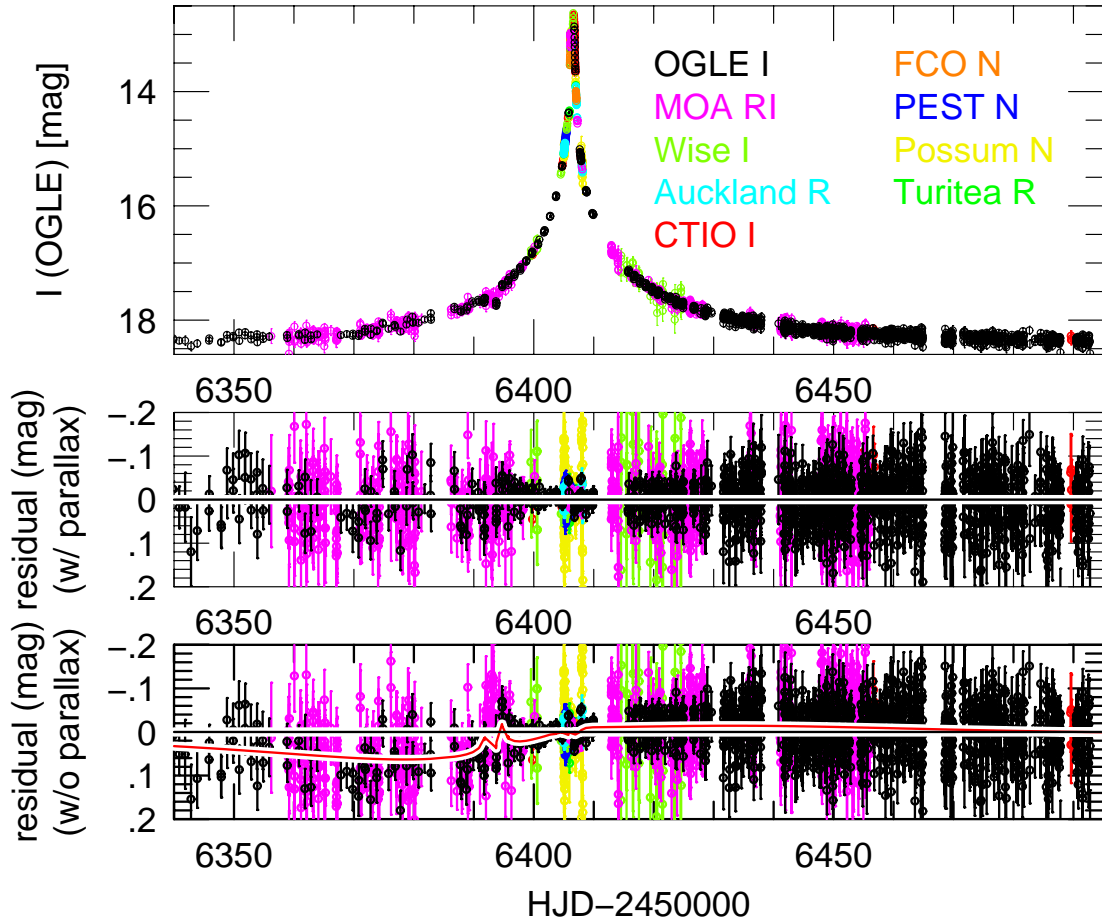 I (OGLE) [mag]
14
16
18
OGLE I
MOA RI
Wise I
Auckland R
CTIO I
FCO N
PEST N
Possum N
Turitea R
6350 6400 6450
residual (mag)
(w/ parallax)
-.2
-.1
0
.1
.2
6350 6400 6450
residual (mag)
(w/o parallax)
-.2
-.1
0
.1
.2
6350 6400 6450
HJD-2450000